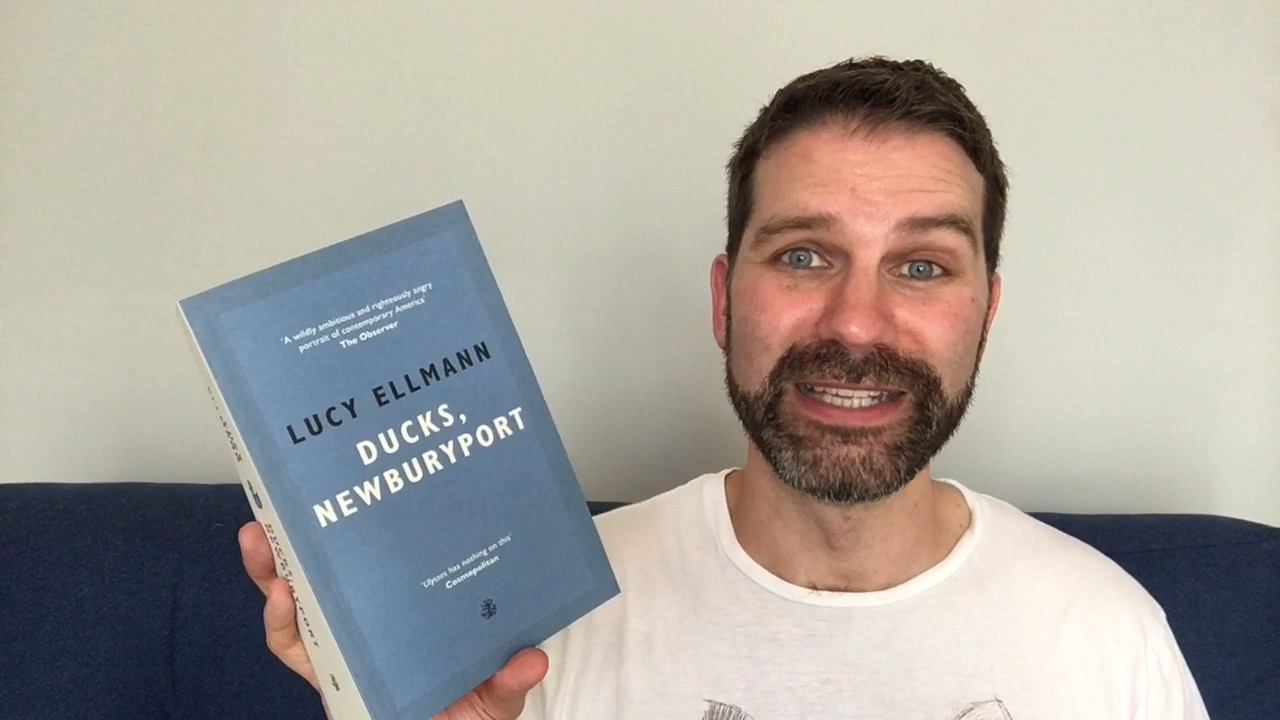 'A wildly ambitious and righteously angry
portrait of contemporary America'
The Observer
LUCY ELLMANN
DUCKS,
NEWBURYPORT
'Ulysses has nothing on this'
Cosmopolitan